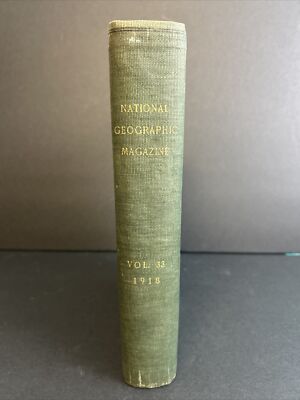 NATIONAL
GEOGRAPHIC
MAGAZINE
VOL. 33
1918